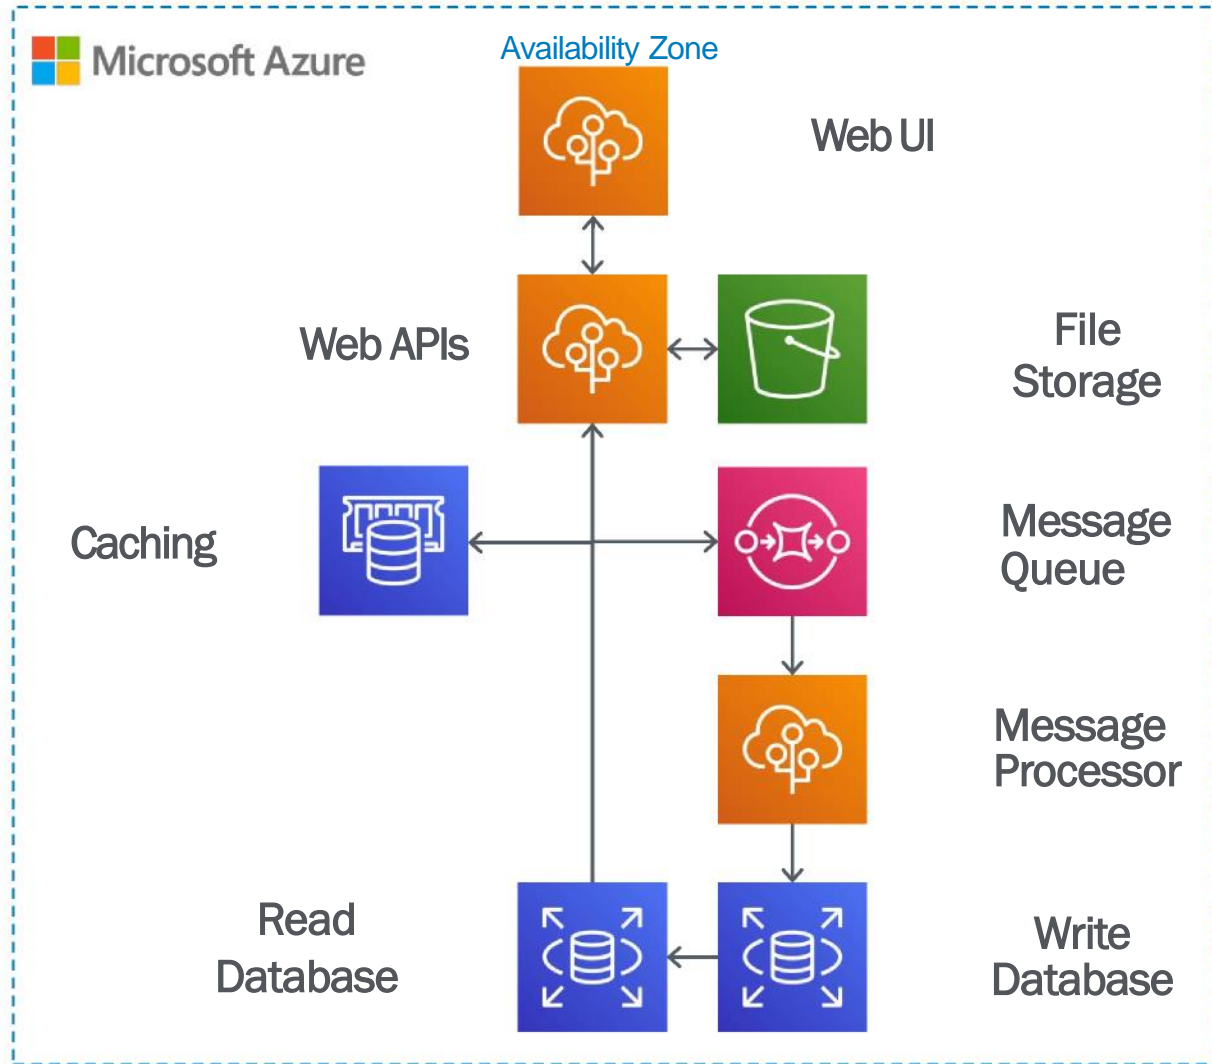 Microsoft Azure
Availability Zone
Web UI
Web APIs
File
Storage
Caching
Message
Queue
Message
Processor
Read
Database
Write
Database